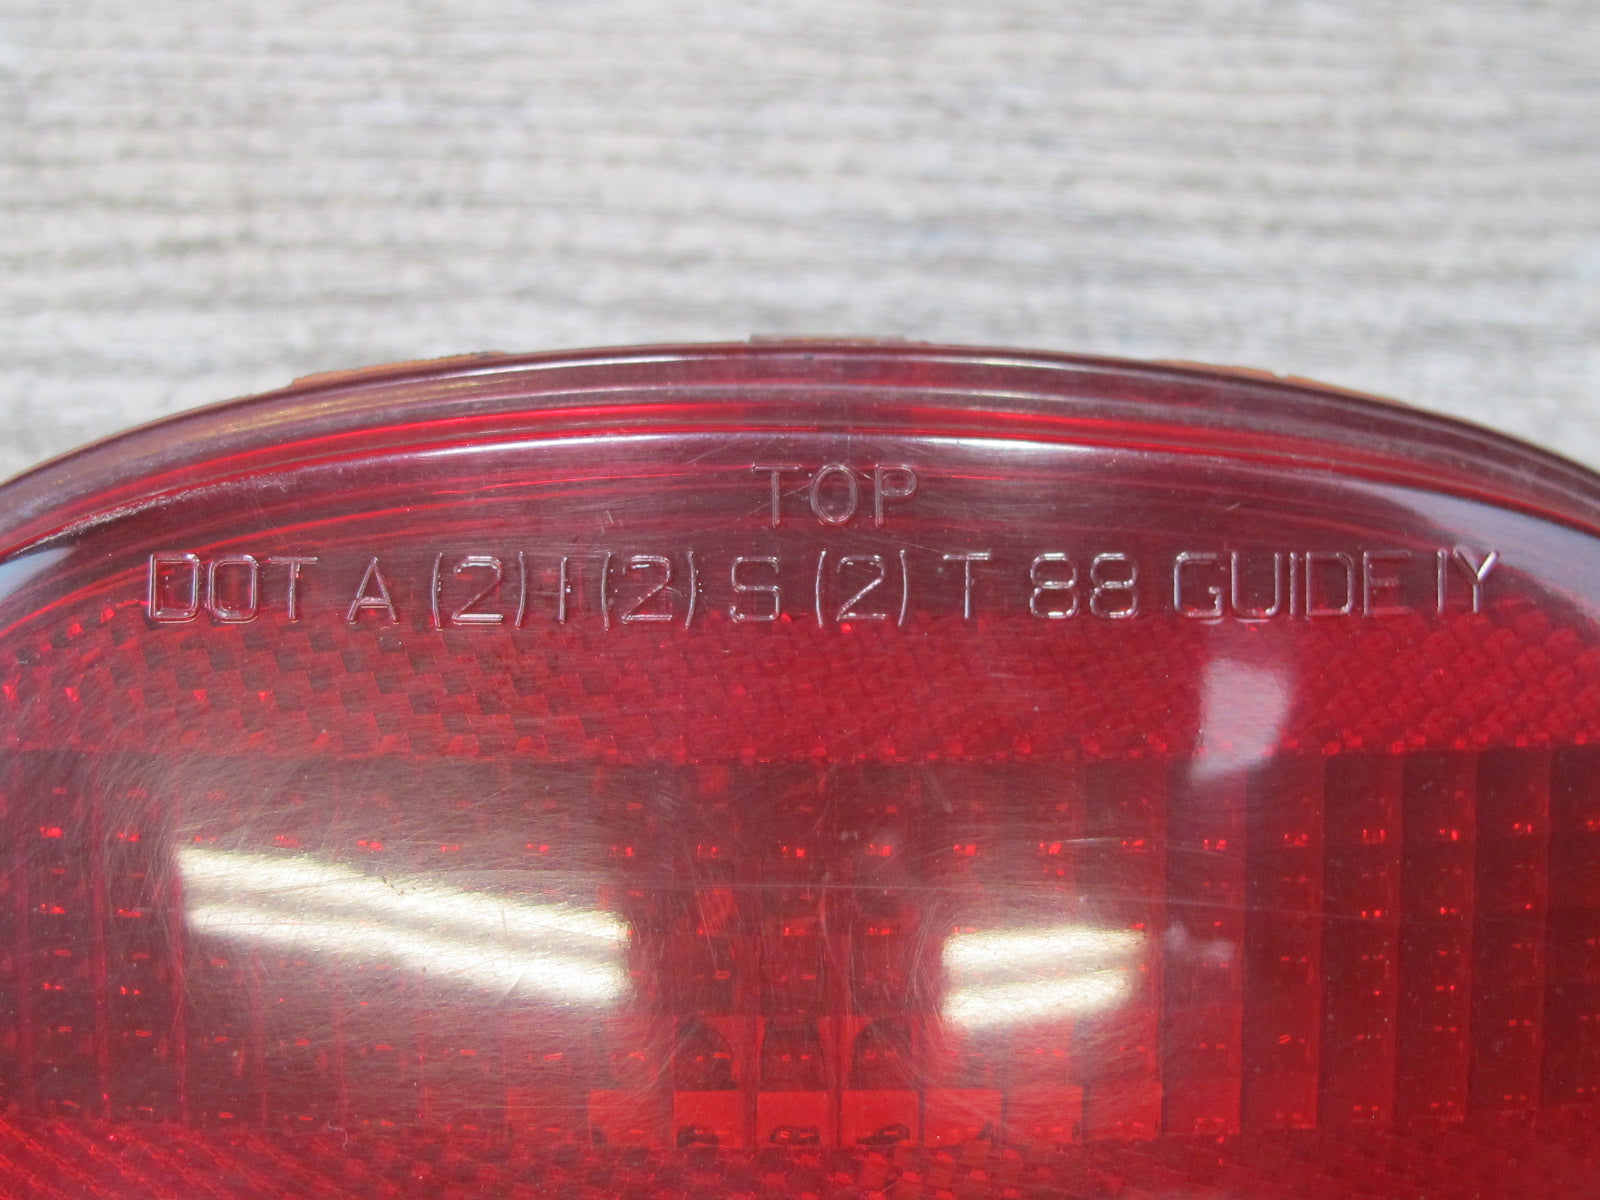 TOP
DOT A (2) I (2) S (2) T 88 GUIDE IY